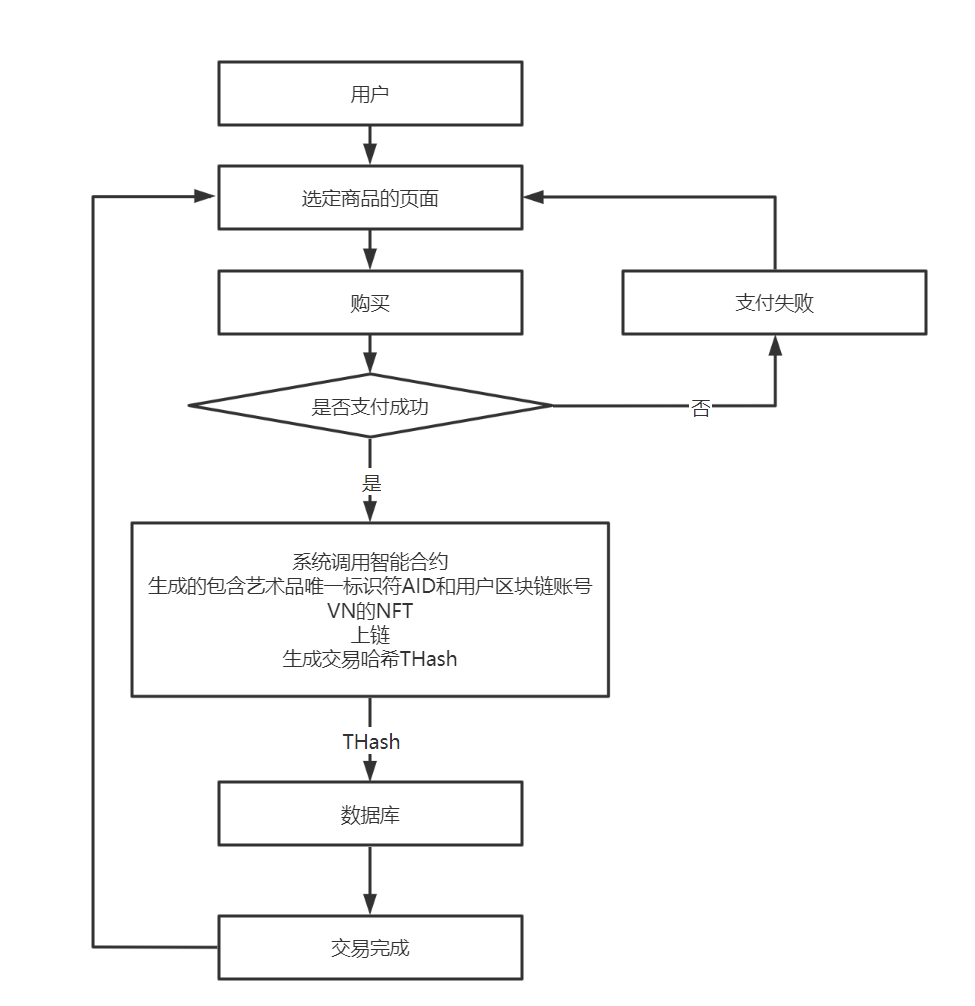 用户
选定商品的页面
购买
支付失败
是否支付成功
否
是
系统调用智能合约
生成的包含艺术品唯一标识符AID和用户区块链账号
VN的NFT
上链
生成交易哈希THash
THash
数据库
交易完成